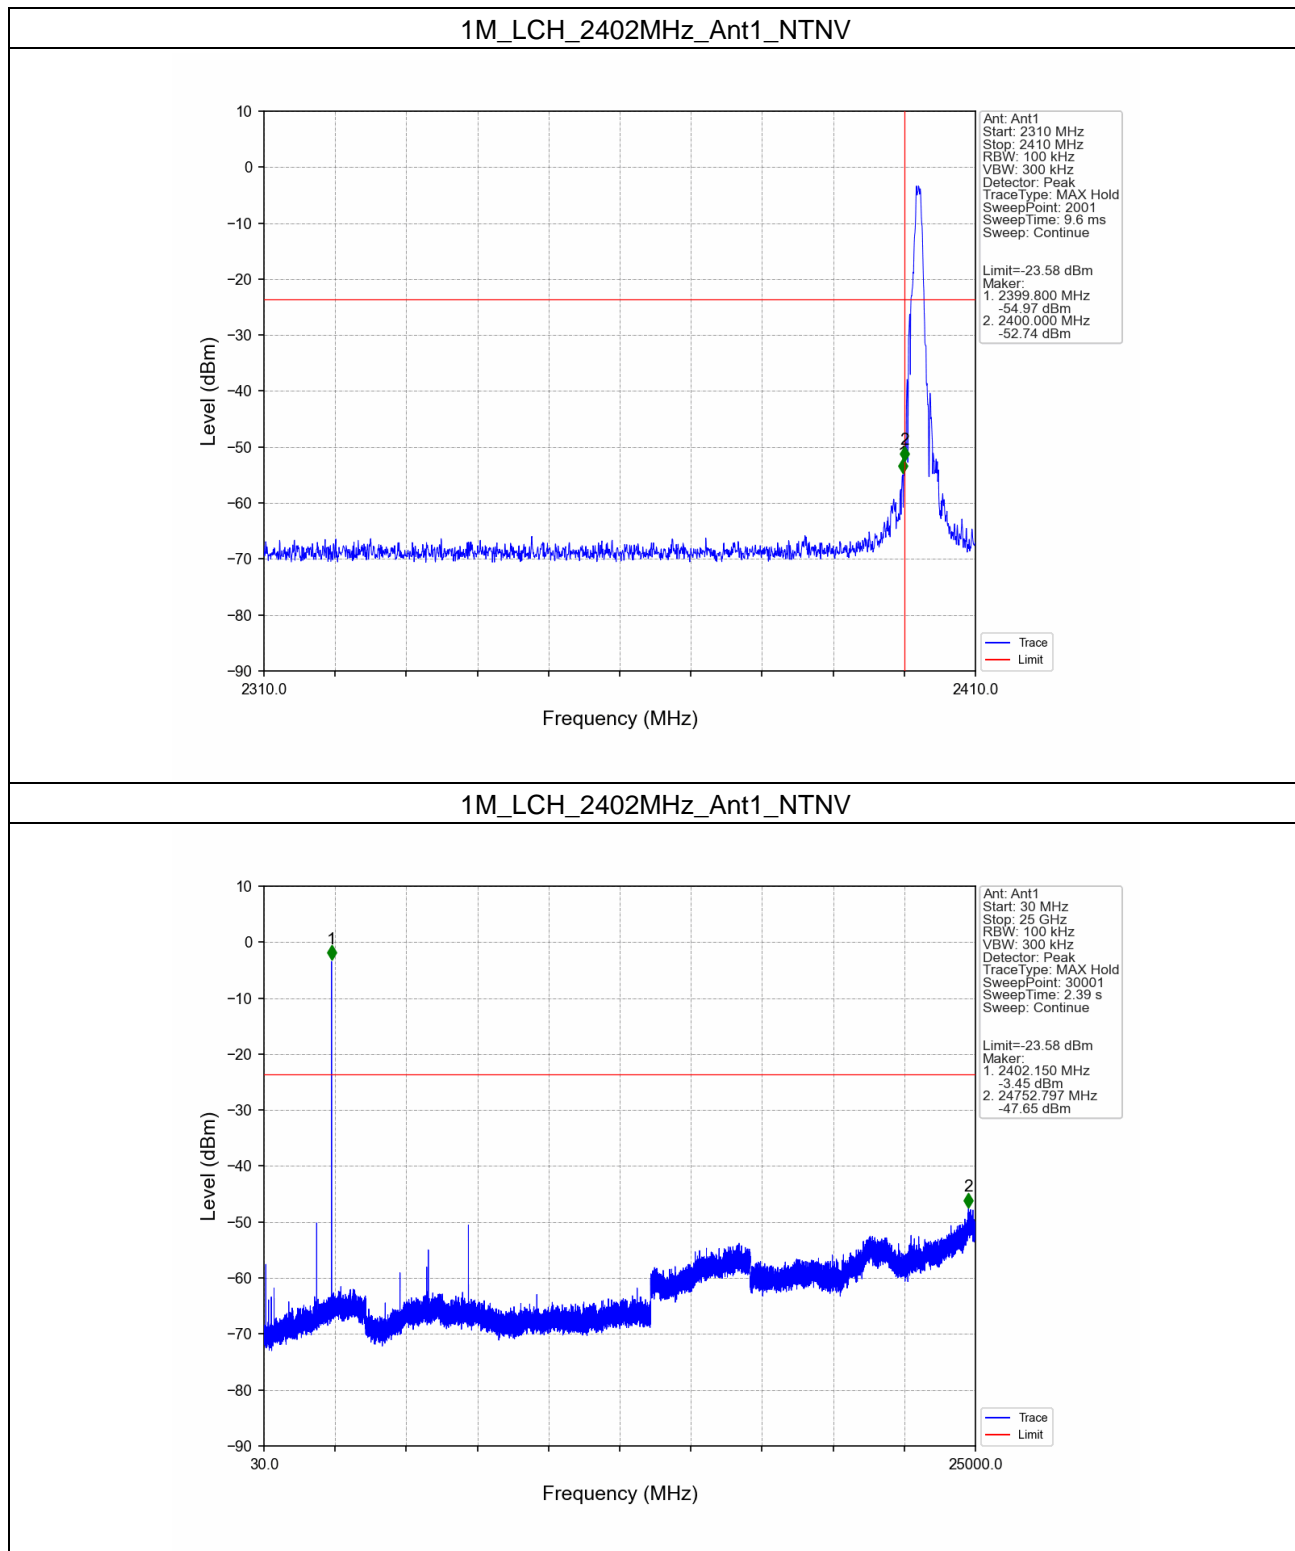 1M_LCH_2402MHz_Ant1_NTNV
10
0
−10
−20
−30
−40
−50
−60
−70
−80
−90
Level (dBm)
2310.0
2410.0
Frequency (MHz)
2
Ant: Ant1
Start: 2310 MHz
Stop: 2410 MHz
RBW: 100 kHz
VBW: 300 kHz
Detector: Peak
TraceType: MAX Hold
SweepPoint: 2001
SweepTime: 9.6 ms
Sweep: Continue
Limit=-23.58 dBm
Maker:
1. 2399.800 MHz
-54.97 dBm
2. 2400.000 MHz
-52.74 dBm
Trace
Limit
1M_LCH_2402MHz_Ant1_NTNV
10
0
−10
−20
−30
−40
−50
−60
−70
−80
−90
Level (dBm)
30.0
25000.0
Frequency (MHz)
1
2
Ant: Ant1
Start: 30 MHz
Stop: 25 GHz
RBW: 100 kHz
VBW: 300 kHz
Detector: Peak
TraceType: MAX Hold
SweepPoint: 30001
SweepTime: 2.39 s
Sweep: Continue
Limit=-23.58 dBm
Maker:
1. 2402.150 MHz
-3.45 dBm
2. 24752.797 MHz
-47.65 dBm
Trace
Limit